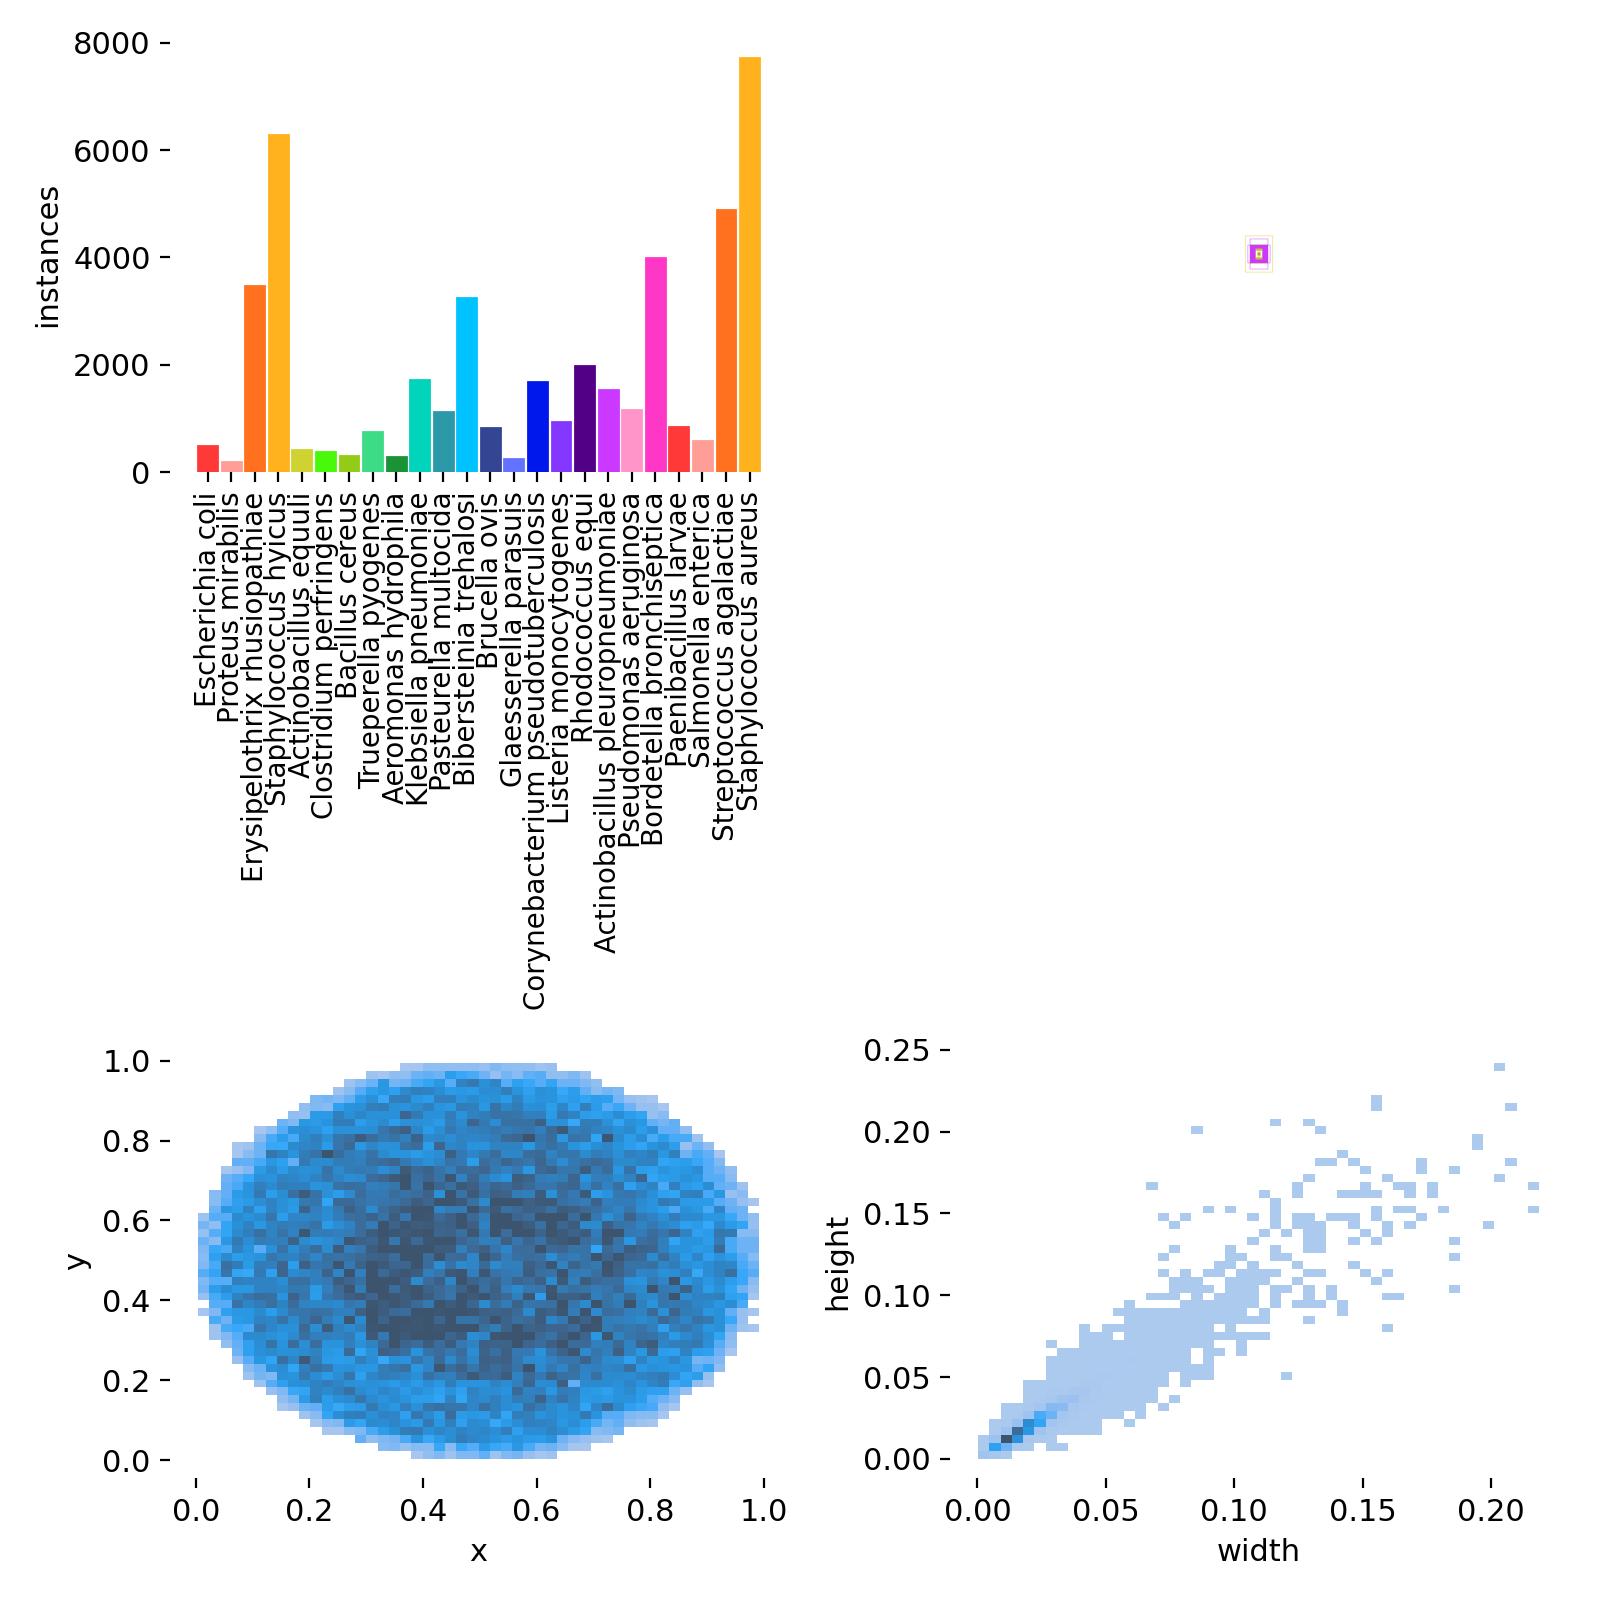 8000
6000
4000
2000
0
instances
Escherichia coli
Proteus mirabilis
Erysipelothrix rhusiopathiae
Staphylococcus hyicus
Actinobacillus equuli
Clostridium perfringens
Bacillus cereus
Trueperella pyogenes
Aeromonas hydrophila
Klebsiella pneumoniae
Pasteurella multocida
Bibersteinia trehalosi
Brucella ovis
Glaesserella parasuis
Corynebacterium pseudotuberculosis
Listeria monocytogenes
Rhodococcus equi
Actinobacillus pleuropneumoniae
Pseudomonas aeruginosa
Bordetella bronchiseptica
Paenibacillus larvae
Salmonella enterica
Streptococcus agalactiae
Staphylococcus aureus
1.0
0.8
0.6
0.4
0.2
0.0
y
0.0 0.2 0.4 0.6 0.8 1.0
x
0.25
0.20
0.15
0.10
0.05
0.00
height
0.00 0.05 0.10 0.15 0.20
width